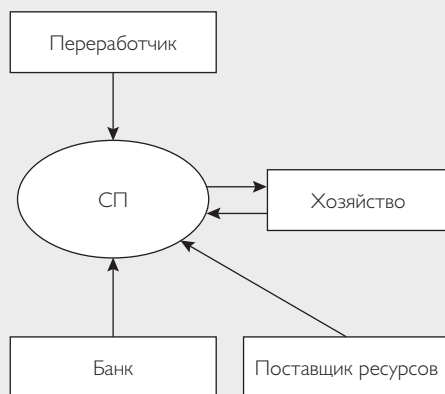 Переработчик
СП
Хозяйство
Банк
Поставщик ресурсов